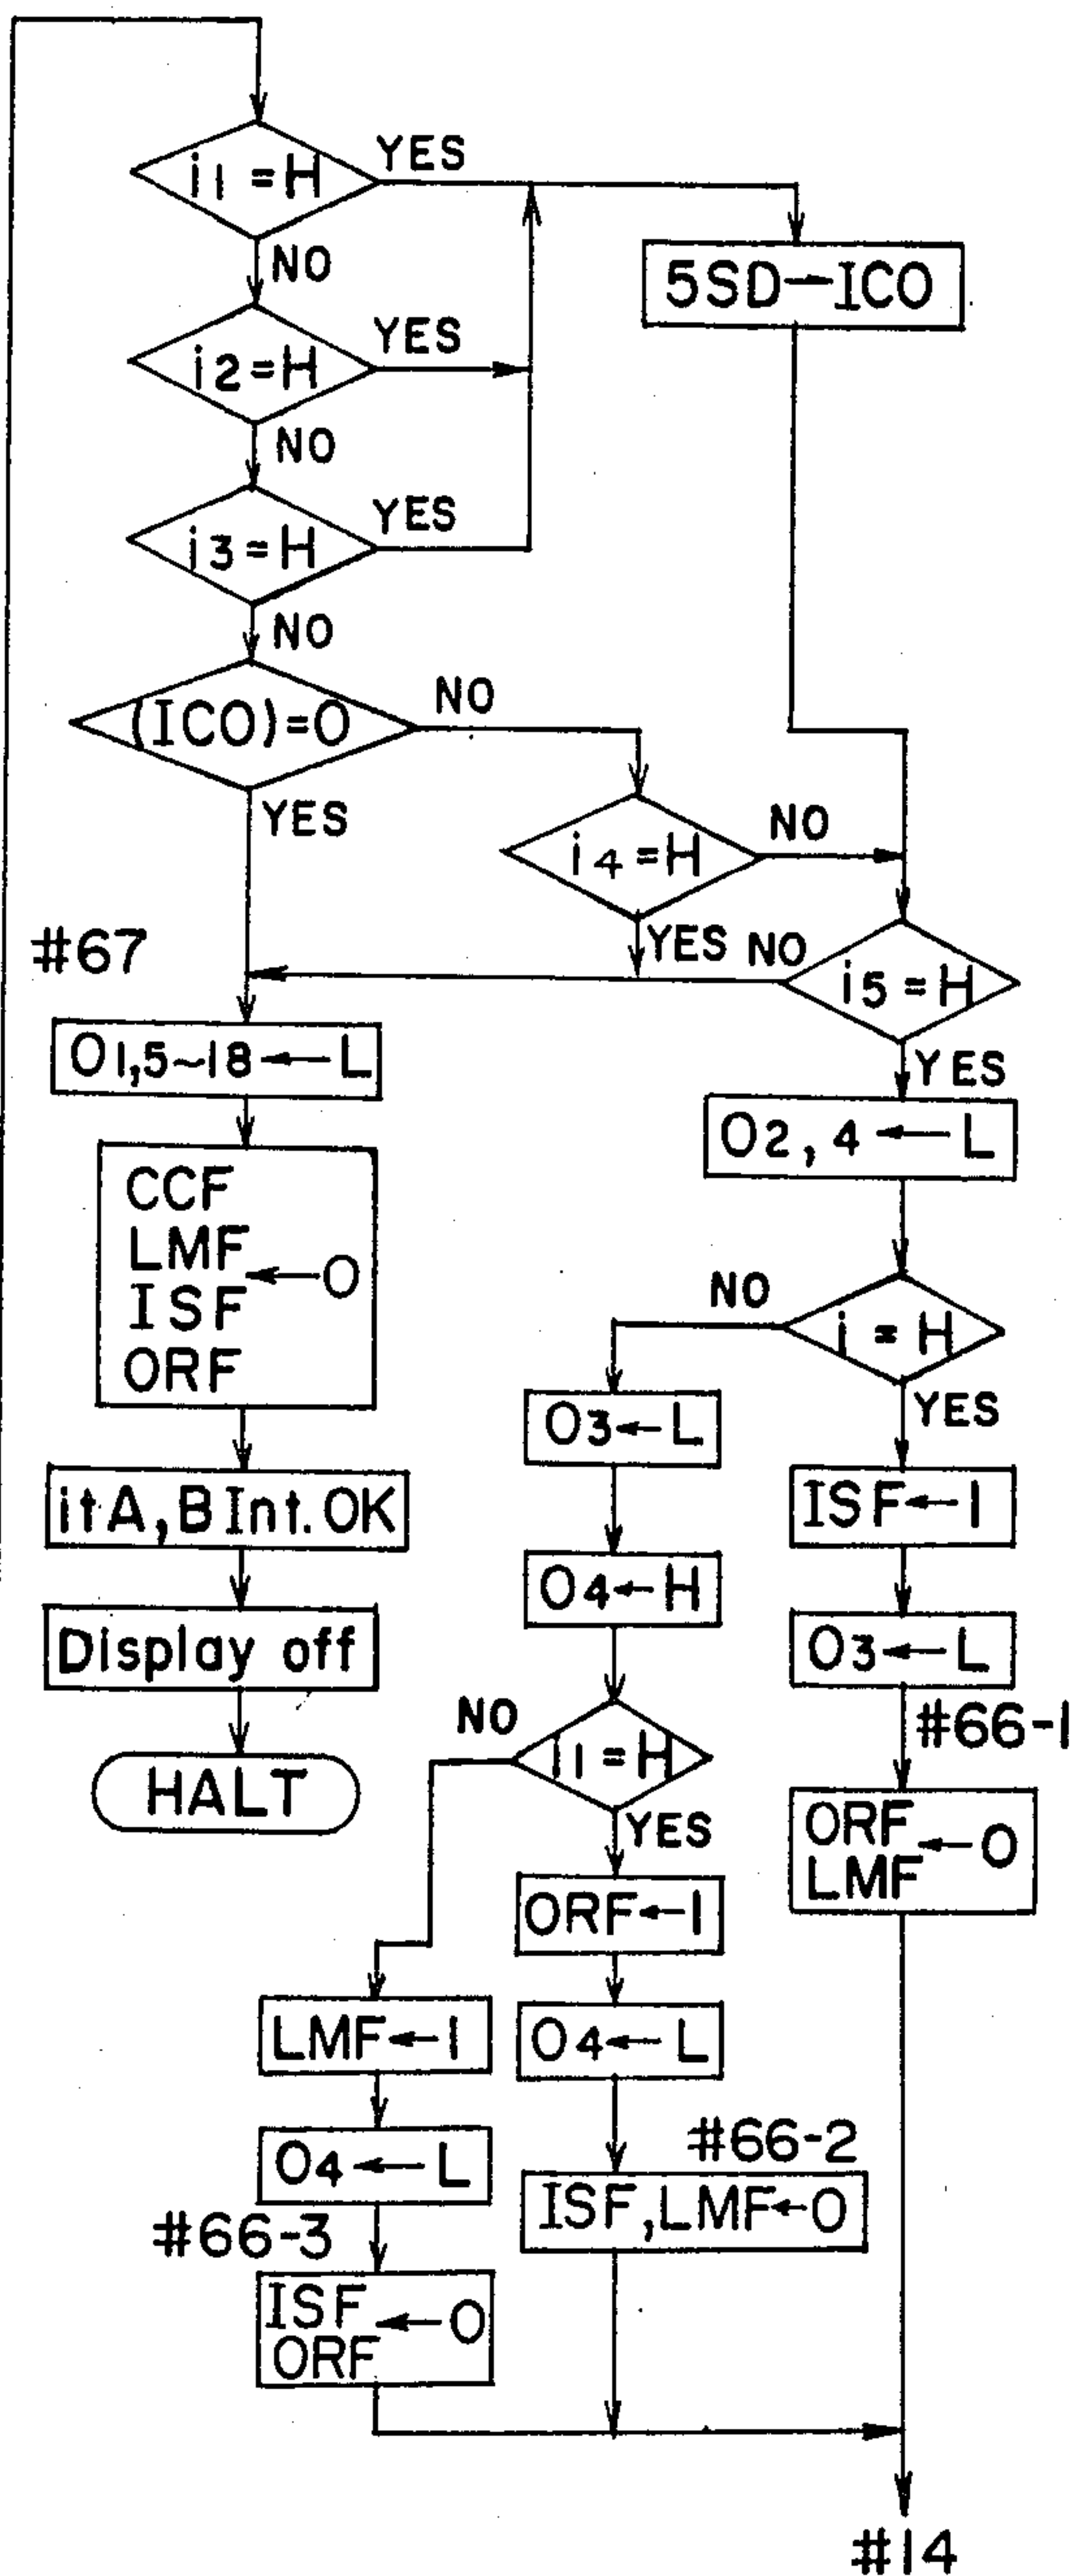 i1=H
YES
NO
5SD—ICO
i2=H
YES
NO
i3=H
YES
NO
(ICO)=0
NO
YES
i4=H
NO
YES
#67
i5=H
NO
YES
O1,5~18←L
O2,4←L
CCF
LMF
ISF
ORF
←0
i=H
NO
YES
O3←L
ISF←1
itA,B Int.OK
O4←H
O3←L
Display off
#66-1
i1=H
NO
YES
HALT
ORF
LMF
←0
ORF←1
LMF←1
O4←L
O4←L
#66-2
ISF,LMF←0
#66-3
ISF
ORF
←0
#14